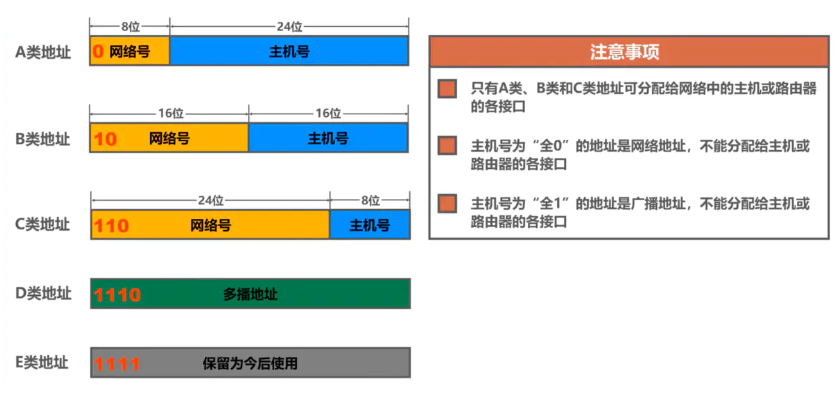 8位 24位
A类地址 0 网络号 主机号
16位 16位
B类地址 10 网络号 主机号
24位 8位
C类地址 110 网络号 主机号
D类地址 1110 多播地址
E类地址 1111 保留为今后使用
注意事项
只有A类、B类和C类地址可分配给网络中的主机或路由器
的各接口
主机号为“全0”的地址是网络地址，不能分配给主机或
路由器的各接口
主机号为“全1”的地址是广播地址，不能分配给主机或
路由器的各接口